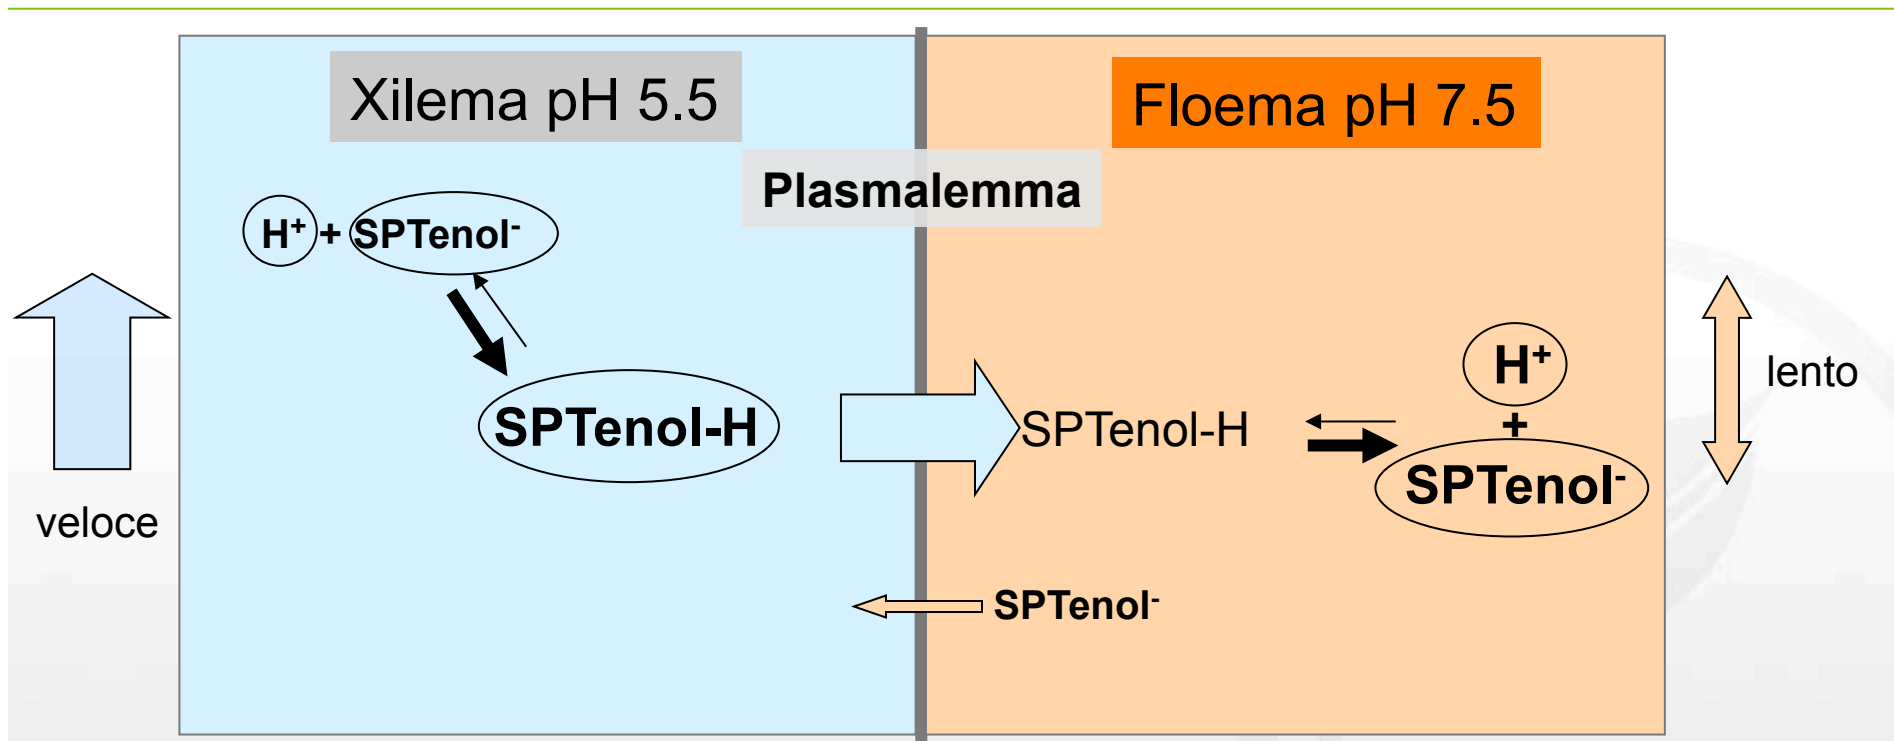 Xilema pH 5.5
Floema pH 7.5
Plasmalemma
H⁺ + SPTenol⁻
SPTenol-H
SPTenol-H
H⁺
+
SPTenol⁻
SPTenol⁻
veloce
lento